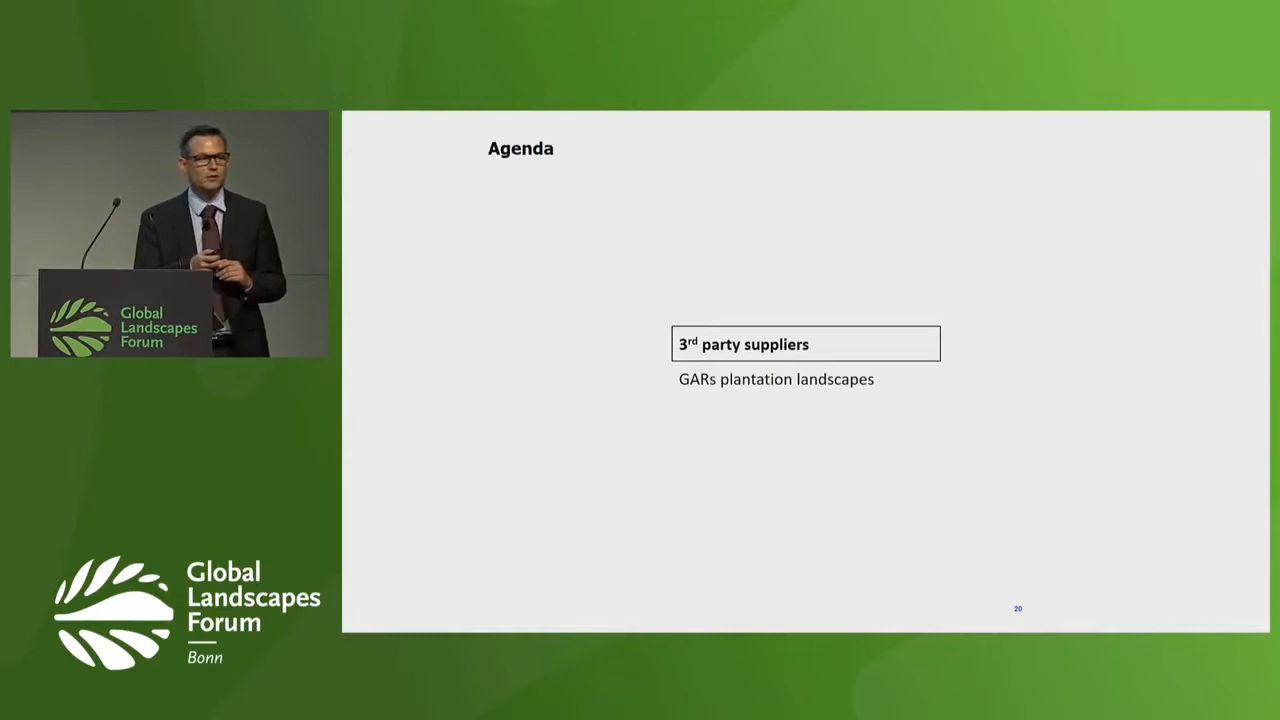 Agenda
3rd party suppliers
GARs plantation landscapes
20
Global
Landscapes
Forum
Global
Landscapes
Forum
Bonn